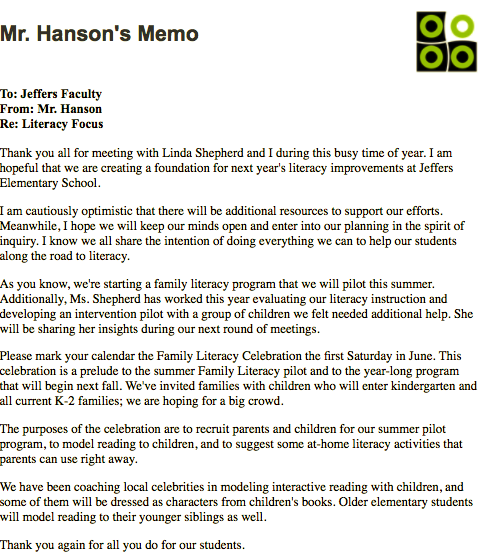 Mr. Hanson's Memo
To: Jeffers Faculty
From: Mr. Hanson
Re: Literacy Focus
Thank you all for meeting with Linda Shepherd and I during this busy time of year. I am
hopeful that we are creating a foundation for next year's literacy improvements at Jeffers
Elementary School.
I am cautiously optimistic that there will be additional resources to support our efforts.
Meanwhile, I hope we will keep our minds open and enter into our planning in the spirit of
inquiry. I know we all share the intention of doing everything we can to help our students
along the road to literacy.
As you know, we're starting a family literacy program that we will pilot this summer.
Additionally, Ms. Shepherd has worked this year evaluating our literacy instruction and
developing an intervention pilot with a group of children we felt needed additional help. She
will be sharing her insights during our next round of meetings.
Please mark your calendar the Family Literacy Celebration the first Saturday in June. This
celebration is a prelude to the summer Family Literacy pilot and to the year-long program
that will begin next fall. We've invited families with children who will enter kindergarten and
all current K-2 families; we are hoping for a big crowd.
The purposes of the celebration are to recruit parents and children for our summer pilot
program, to model reading to children, and to suggest some at-home literacy activities that
parents can use right away.
We have been coaching local celebrities in modeling interactive reading with children, and
some of them will be dressed as characters from children's books. Older elementary students
will model reading to their younger siblings as well.
Thank you again for all you do for our students.